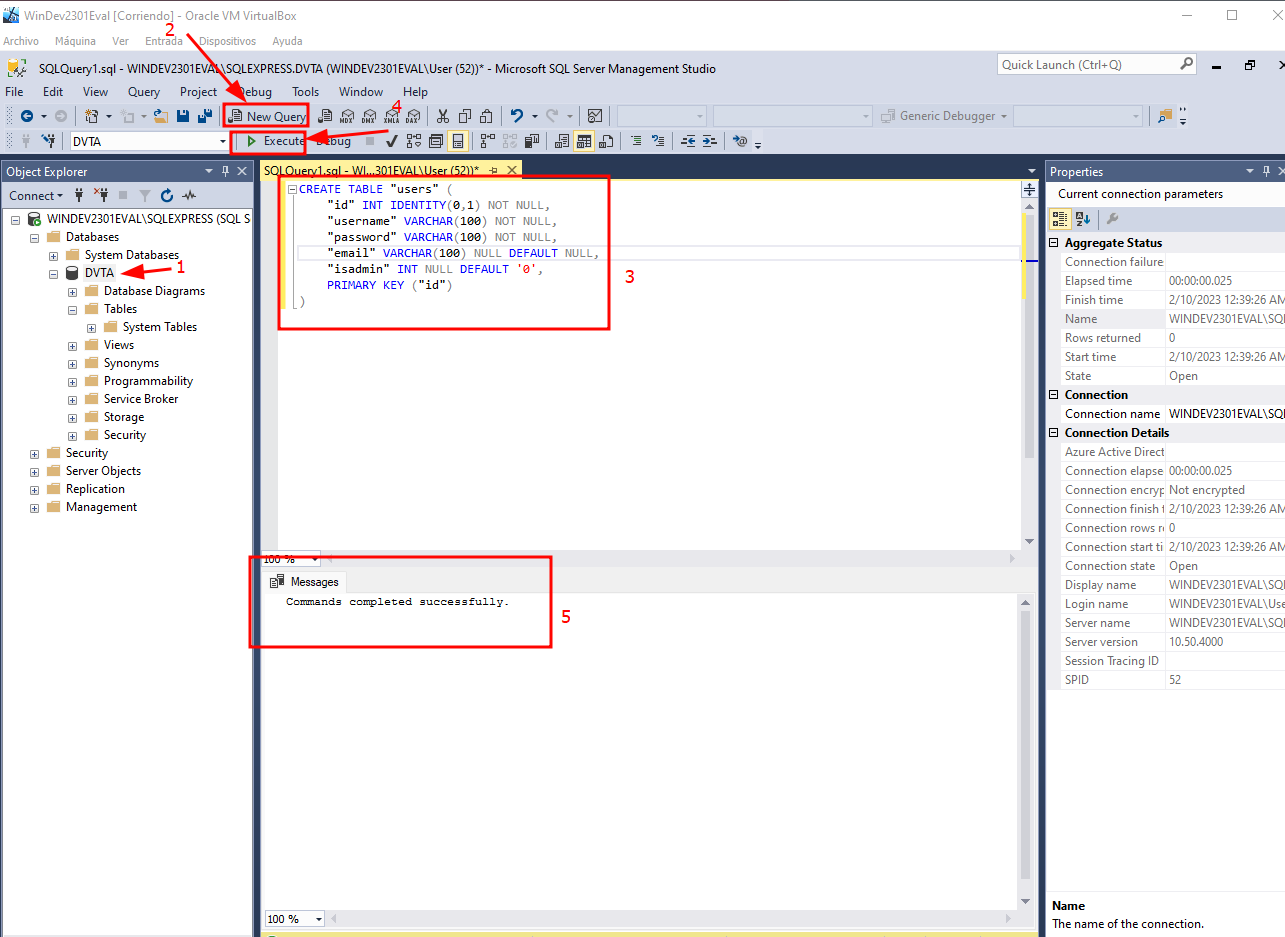 WinDev2301Eval [Corriendo] - Oracle VM VirtualBox
2
Archivo Máquina Ver Entrada Dispositivos Ayuda
SQLQuery1.sql - WINDEV2301EVAL\SQLEXPRESS.DVTA (WINDEV2301EVAL\User (52))* - Microsoft SQL Server Management Studio
Quick Launch (Ctrl+Q)
File Edit View Query Project Debug Tools Window Help
4
New Query MDX DMX XMLA DAX Generic Debugger
DVTA Execute Debug
Object Explorer
Connect
WINDEV2301EVAL\SQLEXPRESS (SQL S
Databases
System Databases
DVTA 1
Database Diagrams
Tables
System Tables
Views
Synonyms
Programmability
Service Broker
Storage
Security
Security
Server Objects
Replication
Management
SQLQuery1.sql - WI...301EVAL\User (52))*
CREATE TABLE "users" (
"id" INT IDENTITY(0,1) NOT NULL,
"username" VARCHAR(100) NOT NULL,
"password" VARCHAR(100) NOT NULL,
"email" VARCHAR(100) NULL DEFAULT NULL,
"isadmin" INT NULL DEFAULT '0',
PRIMARY KEY ("id")
)
3
100 %
Messages
Commands completed successfully.
5
100 %
Properties
Current connection parameters
Aggregate Status
Connection failure
Elapsed time 00:00:00.025
Finish time 2/10/2023 12:39:26 AM
Name WINDEV2301EVAL\SQL
Rows returned 0
Start time 2/10/2023 12:39:26 AM
State Open
Connection
Connection name WINDEV2301EVAL\SQL
Connection Details
Azure Active Direct
Connection elapse 00:00:00.025
Connection encryp Not encrypted
Connection finish t 2/10/2023 12:39:26 AM
Connection rows re 0
Connection start ti 2/10/2023 12:39:26 AM
Connection state Open
Display name WINDEV2301EVAL\SQL
Login name WINDEV2301EVAL\Use
Server name WINDEV2301EVAL\SQL
Server version 10.50.4000
Session Tracing ID
SPID 52
Name
The name of the connection.